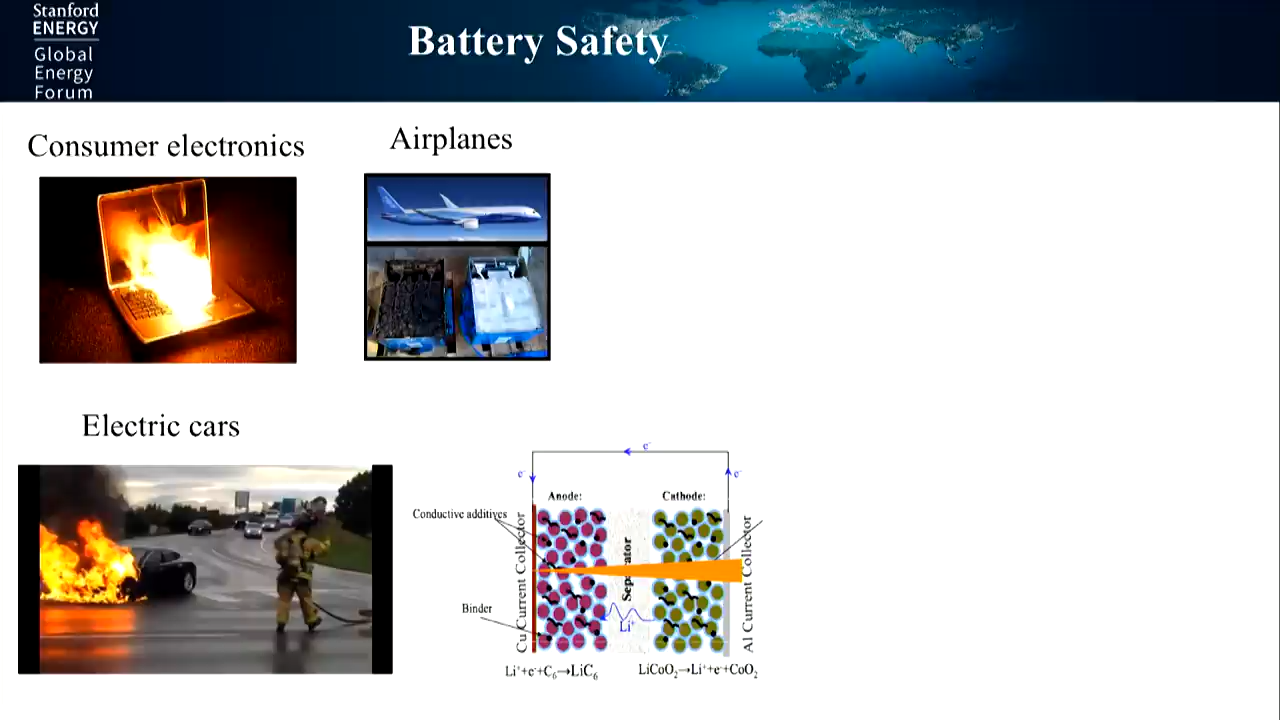 Stanford
ENERGY
Global
Energy
Forum
Battery Safety
Consumer electronics
Airplanes
Electric cars
e⁻
e⁻
e⁻
Anode:
Cathode:
Conductive additives
Cu Current Collector
Separator
Al Current Collector
Binder
Li⁺
Li⁺+e⁻+C₆→LiC₆
LiCoO₂→Li⁺+e⁻+CoO₂